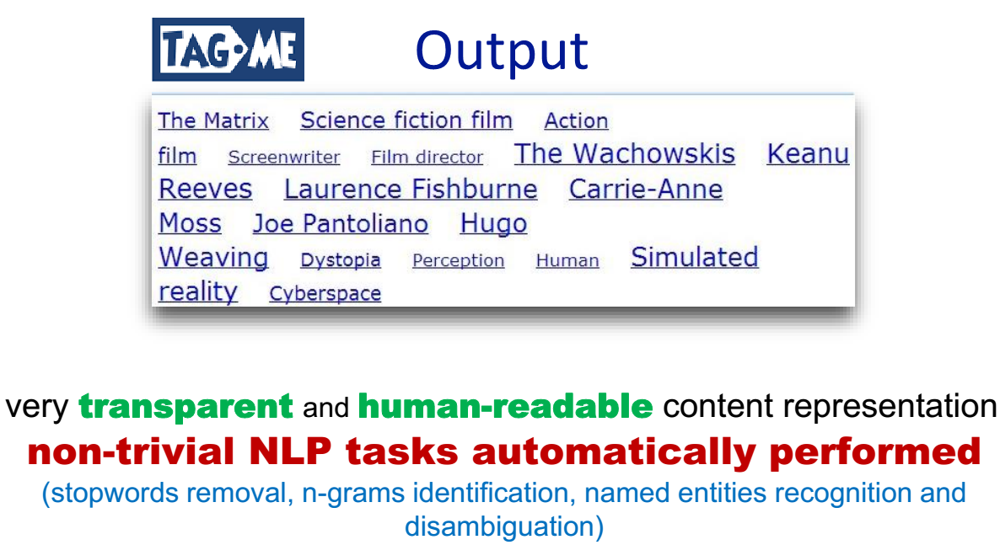 TAG ME Output
The Matrix Science fiction film Action
film Screenwriter Film director The Wachowskis Keanu
Reeves Laurence Fishburne Carrie-Anne
Moss Joe Pantoliano Hugo
Weaving Dystopia Perception Human Simulated
reality Cyberspace
very transparent and human-readable content representation
non-trivial NLP tasks automatically performed
(stopwords removal, n-grams identification, named entities recognition and
disambiguation)